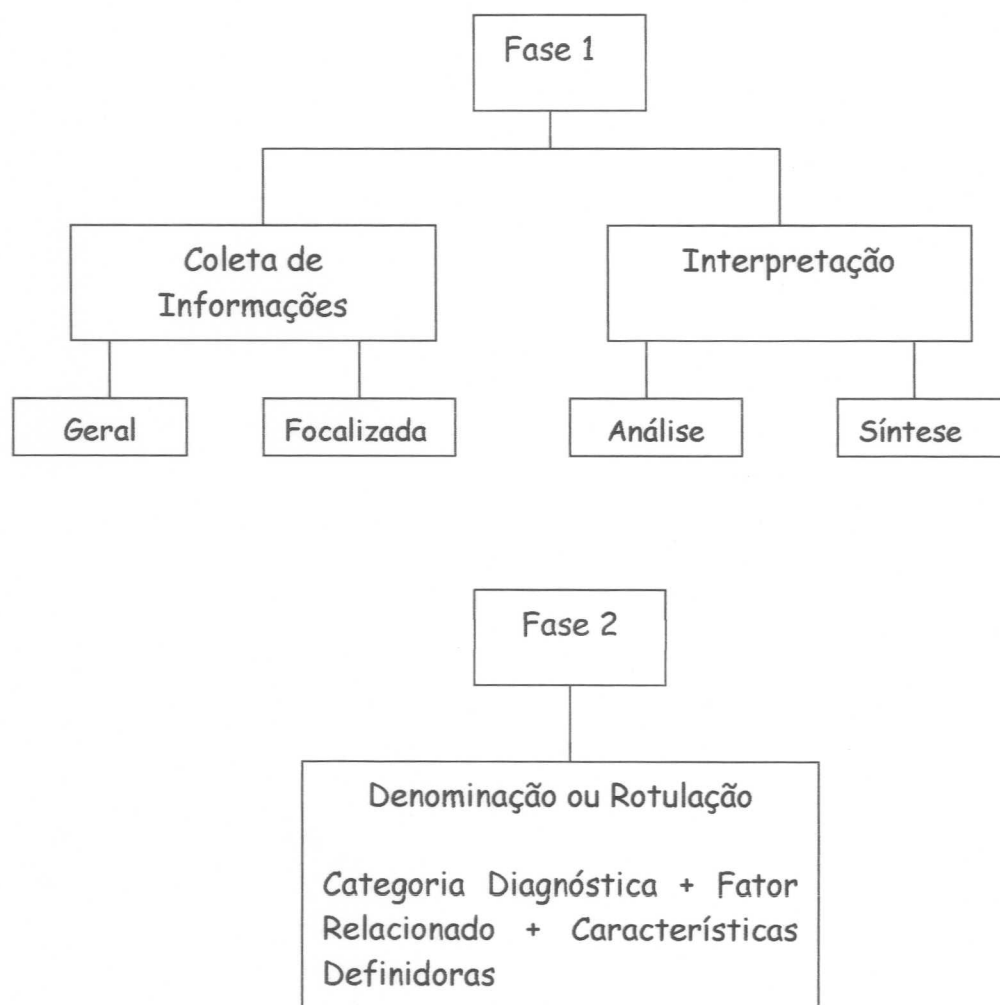 Fase 1
Coleta de
Informações
Interpretação
Geral
Focalizada
Análise
Síntese
Fase 2
Denominação ou Rotulação
Categoria Diagnóstica + Fator
Relacionado + Características
Definidoras